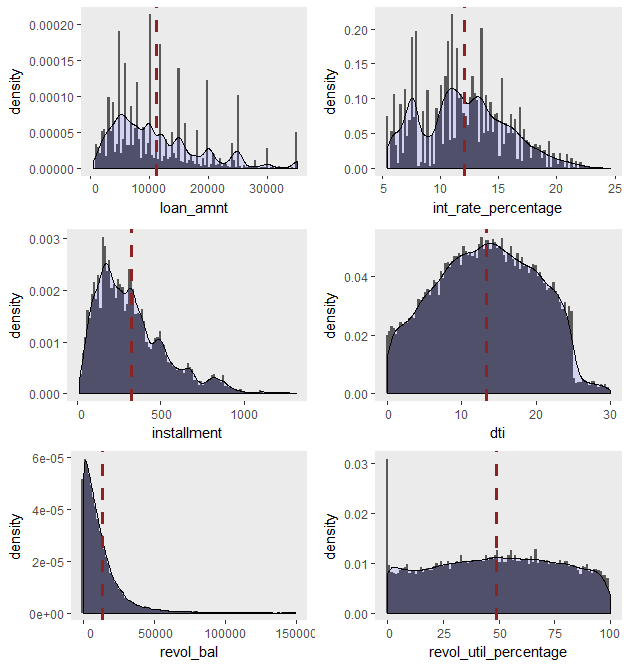 density
0.00020
0.00015
0.00010
0.00005
0.00000
0 10000 20000 30000
loan_amnt
density
0.20
0.15
0.10
0.05
0.00
5 10 15 20 25
int_rate_percentage
density
0.003
0.002
0.001
0.000
0 500 1000
installment
density
0.04
0.02
0.00
0 10 20 30
dti
density
6e-05
4e-05
2e-05
0e+00
0 50000 100000 150000
revol_bal
density
0.03
0.02
0.01
0.00
0 25 50 75 100
revol_util_percentage